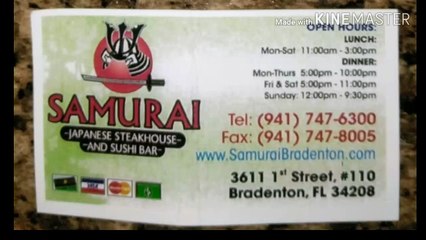 Made with KINEMASTER
OPEN HOURS:
LUNCH:
Mon-Sat 11:00am - 3:00pm
DINNER:
Mon-Thurs 5:00pm - 10:00pm
Fri & Sat 5:00pm - 11:00pm
Sunday: 12:00pm - 9:30pm
SAMURAI
-JAPANESE STEAKHOUSE-
-AND SUSHI BAR-
Tel: (941) 747-6300
Fax: (941) 747-8005
www.SamuraiBradenton.com
3611 1st Street, #110
Bradenton, FL 34208